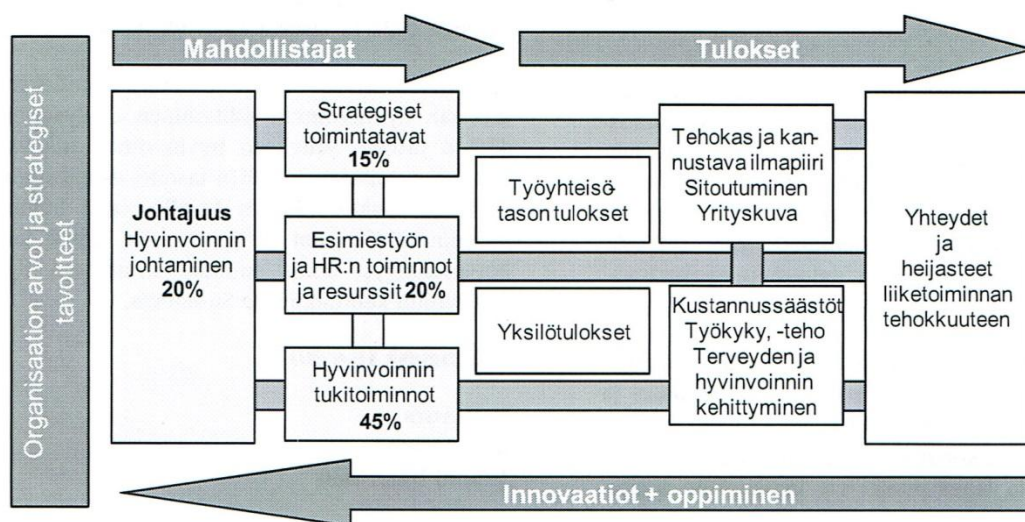 Organisaation arvot ja strategiset
tavoitteet
Mahdollistajat
Tulokset
Johtajuus
Hyvinvoinnin
johtaminen
20%
Strategiset
toimintatavat
15%
Esimiestyön
ja HR:n toiminnot
ja resurssit 20%
Hyvinvoinnin
tukitoiminnot
45%
Työyhteisö-
tason tulokset
Yksilötulokset
Tehokas ja kan-
nustava ilmapiiri
Sitoutuminen
Yrityskuva
Kustannussäästöt
Työkyky, -teho
Terveyden ja
hyvinvoinnin
kehittyminen
Yhteydet
ja
heijasteet
liiketoiminnan
tehokkuuteen
Innovaatiot + oppiminen